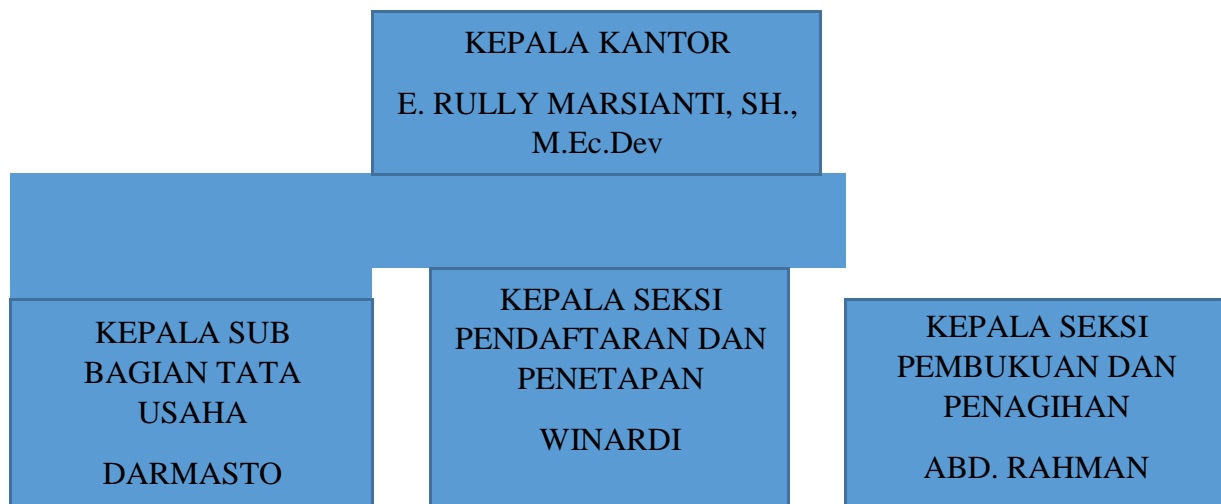 KEPALA KANTOR
E. RULLY MARSIANTI, SH.,
M.Ec.Dev
KEPALA SUB
BAGIAN TATA
USAHA
DARMASTO
KEPALA SEKSI
PENDAFTARAN DAN
PENETAPAN
WINARDI
KEPALA SEKSI
PEMBUKUAN DAN
PENAGIHAN
ABD. RAHMAN